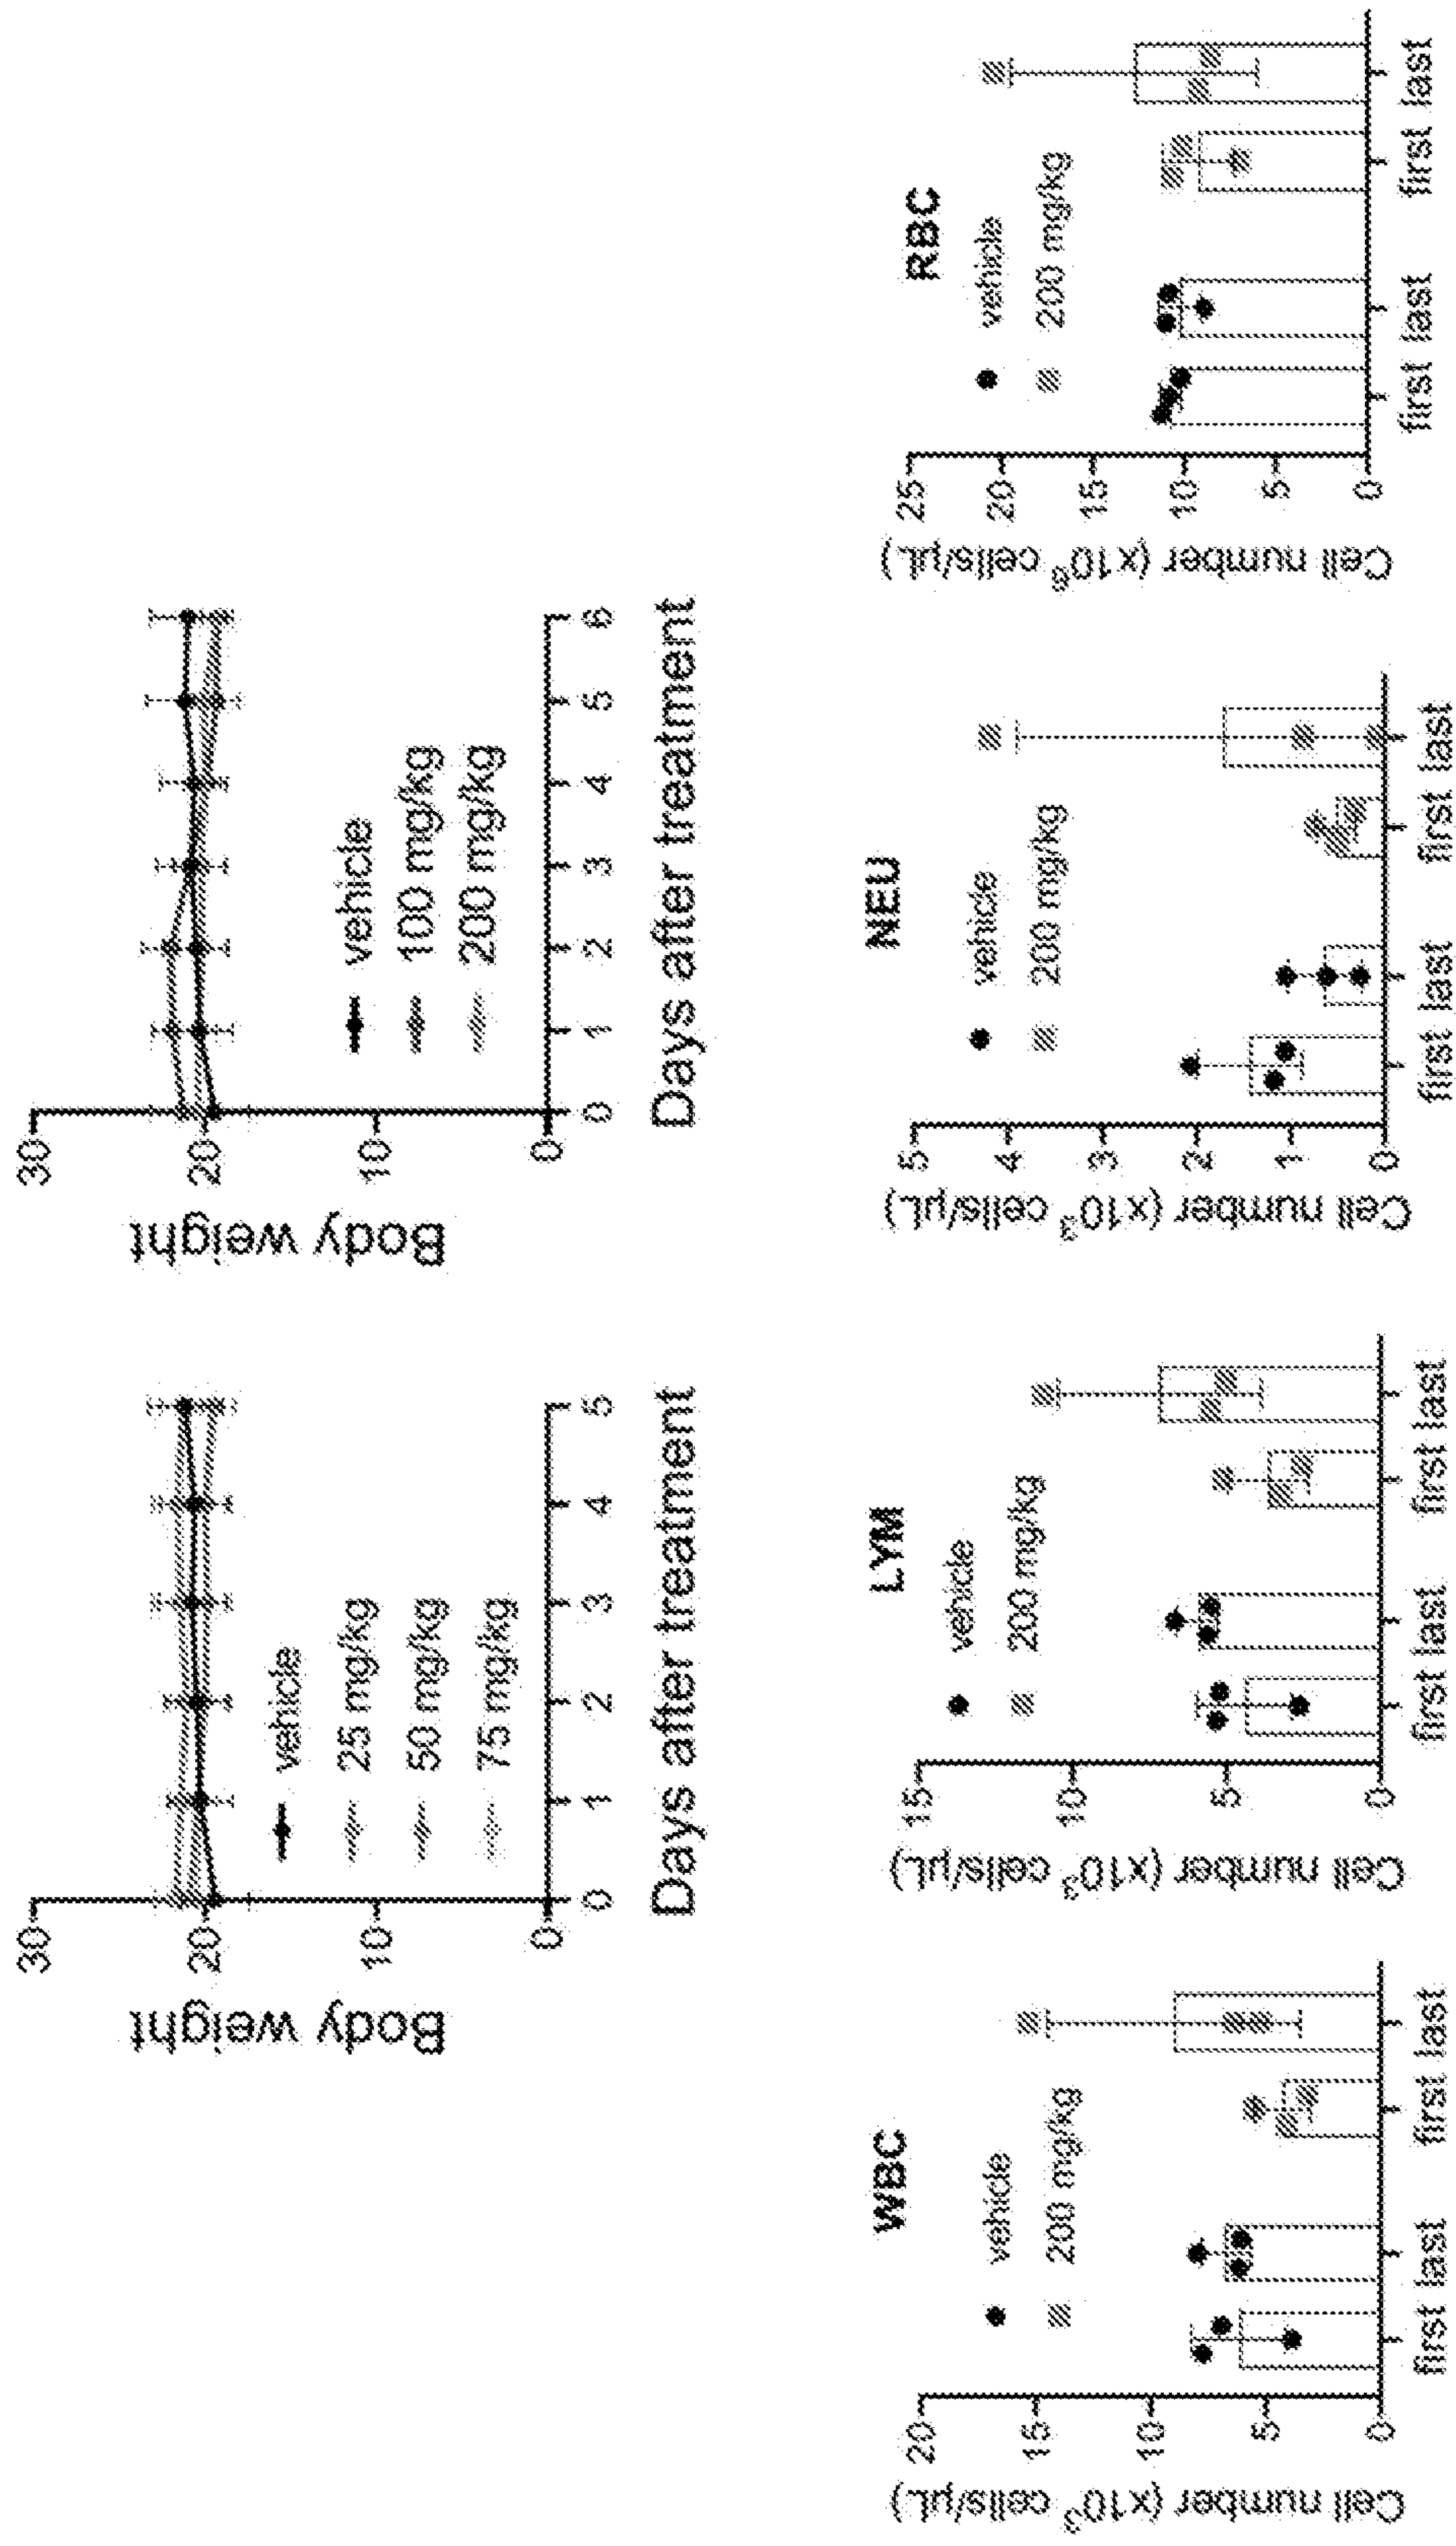 30
20
10
0
Body weight
vehicle
25 mg/kg
50 mg/kg
75 mg/kg
0 1 2 3 4 5
Days after treatment
30
20
10
0
Body weight
vehicle
100 mg/kg
200 mg/kg
0 1 2 3 4 5 6
Days after treatment
WBC
vehicle
200 mg/kg
20
15
10
5
0
Cell number (x10³ cells/µL)
first last first last
LYM
vehicle
200 mg/kg
15
10
5
0
Cell number (x10³ cells/µL)
first last first last
NEU
vehicle
200 mg/kg
5
4
3
2
1
0
Cell number (x10³ cells/µL)
first last first last
RBC
vehicle
200 mg/kg
25
20
15
10
5
0
Cell number (x10⁶ cells/µL)
first last first last